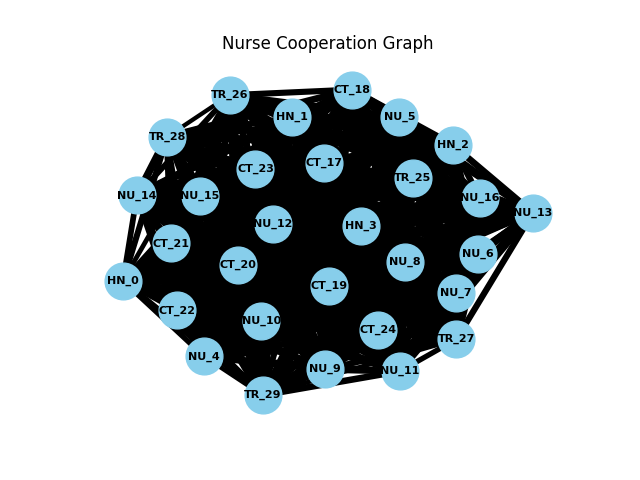 Nurse Cooperation Graph
CT_18
TR_26
HN_1
NU_5
TR_28
HN_2
CT_17
CT_23
TR_25
NU_14
NU_15
NU_16
NU_13
NU_12
HN_3
CT_21
NU_6
NU_8
CT_20
HN_0
CT_19
NU_7
CT_22
NU_10
CT_24
TR_27
NU_4
NU_9
NU_11
TR_29